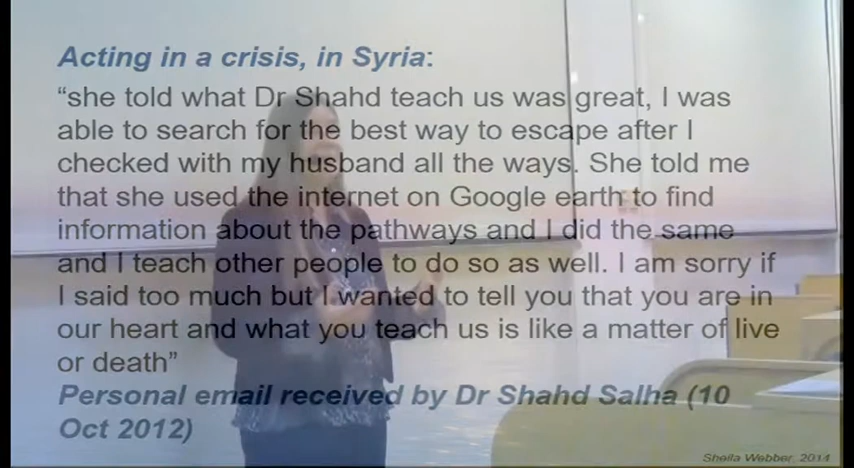 Acting in a crisis, in Syria:
“she told what Dr Shahd teach us was great, I was
able to search for the best way to escape after I
checked with my husband all the ways. She told me
that she used the internet on Google earth to find
information about the pathways and I did the same
and I teach other people to do so as well. I am sorry if
I said too much but I wanted to tell you that you are in
our heart and what you teach us is like a matter of live
or death”
Personal email received by Dr Shahd Salha (10
Oct 2012)
Sheila Webber, 2014